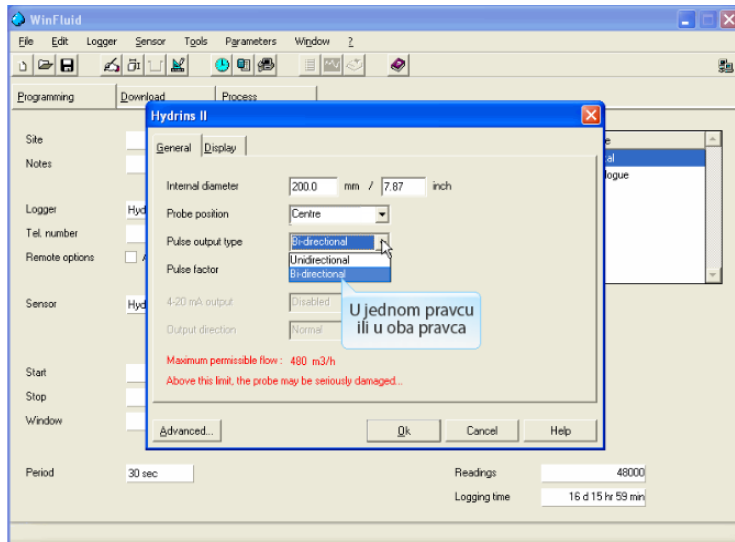 WinFluid
File Edit Logger Sensor Tools Parameters Window ?
Programming Download Process
Site
Notes
Logger Hyd
Tel. number
Remote options
Sensor Hyd
Start
Stop
Window
Period 30 sec
Readings 48000
Logging time 16 d 15 hr 59 min
Hydrins II
General Display
Internal diameter 200.0 mm / 7.87 inch
Probe position Centre
Pulse output type Bi-directional
Unidirectional
Bi-directional
Pulse factor
4-20 mA output Disabled
Output direction Normal
U jednom pravcu
ili u oba pravca
Maximum permissible flow : 480 m3/h
Above this limit, the probe may be seriously damaged...
Advanced... Ok Cancel Help